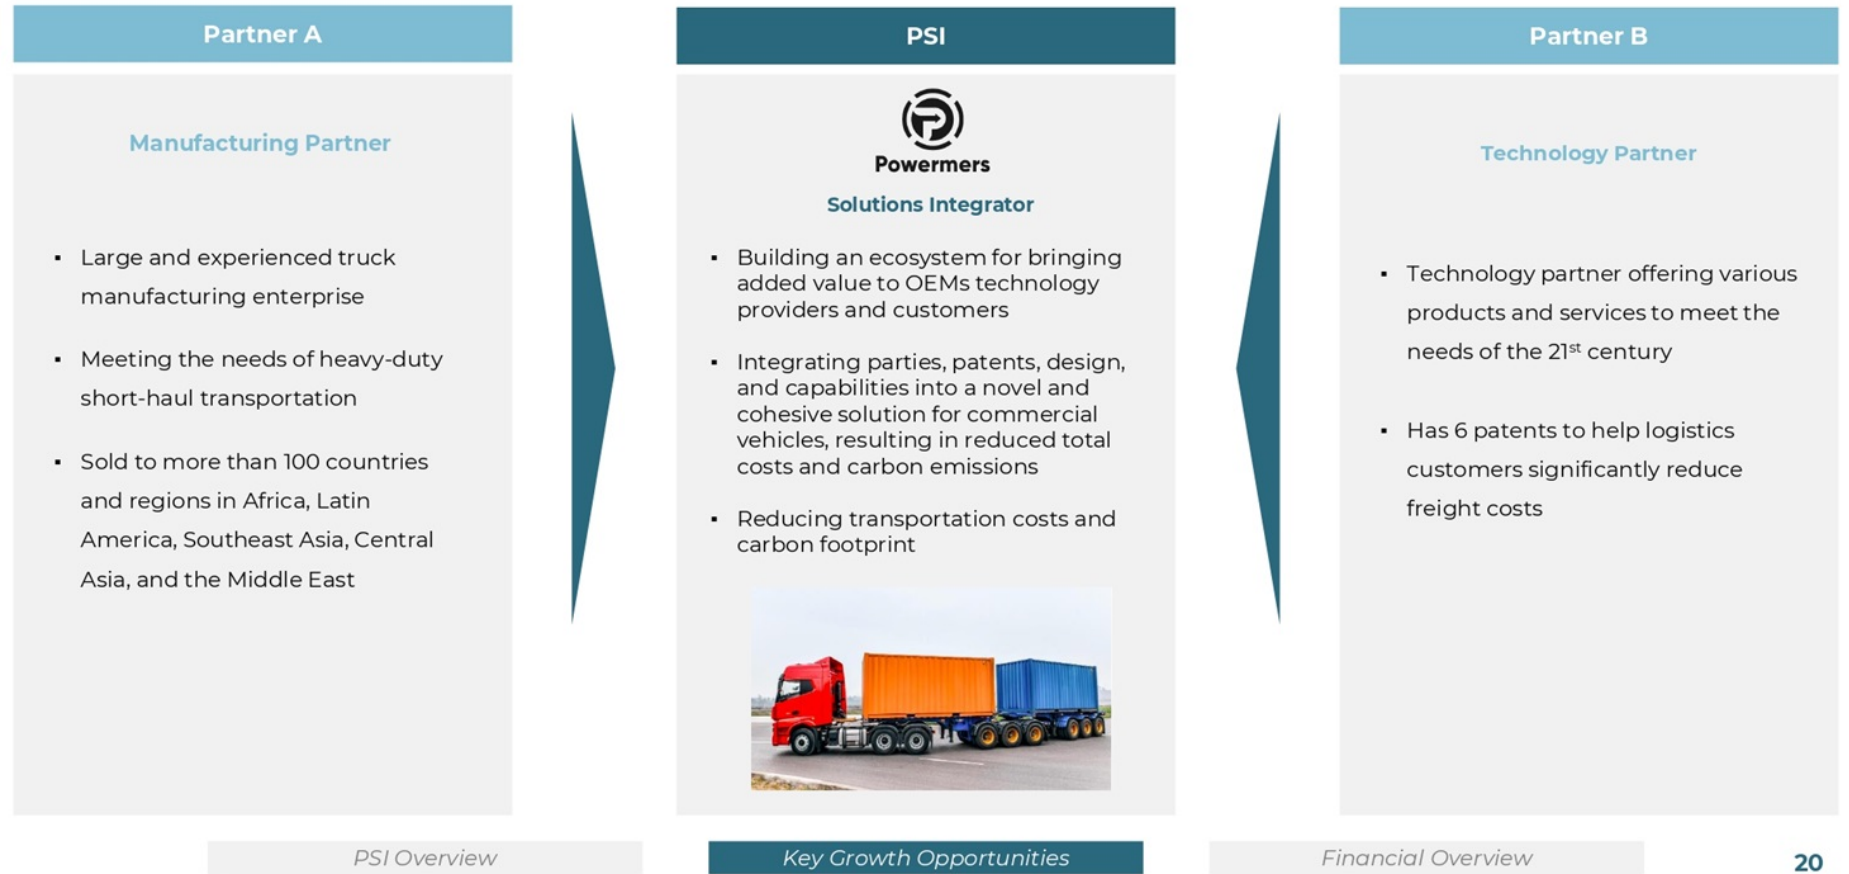 Partner A
Manufacturing Partner
▪ Large and experienced truck
manufacturing enterprise
▪ Meeting the needs of heavy-duty
short-haul transportation
▪ Sold to more than 100 countries
and regions in Africa, Latin
America, Southeast Asia, Central
Asia, and the Middle East
PSI
Powermers
Solutions Integrator
▪ Building an ecosystem for bringing
added value to OEMs technology
providers and customers
▪ Integrating parties, patents, design,
and capabilities into a novel and
cohesive solution for commercial
vehicles, resulting in reduced total
costs and carbon emissions
▪ Reducing transportation costs and
carbon footprint
Partner B
Technology Partner
▪ Technology partner offering various
products and services to meet the
needs of the 21st century
▪ Has 6 patents to help logistics
customers significantly reduce
freight costs
PSI Overview
Key Growth Opportunities
Financial Overview
20